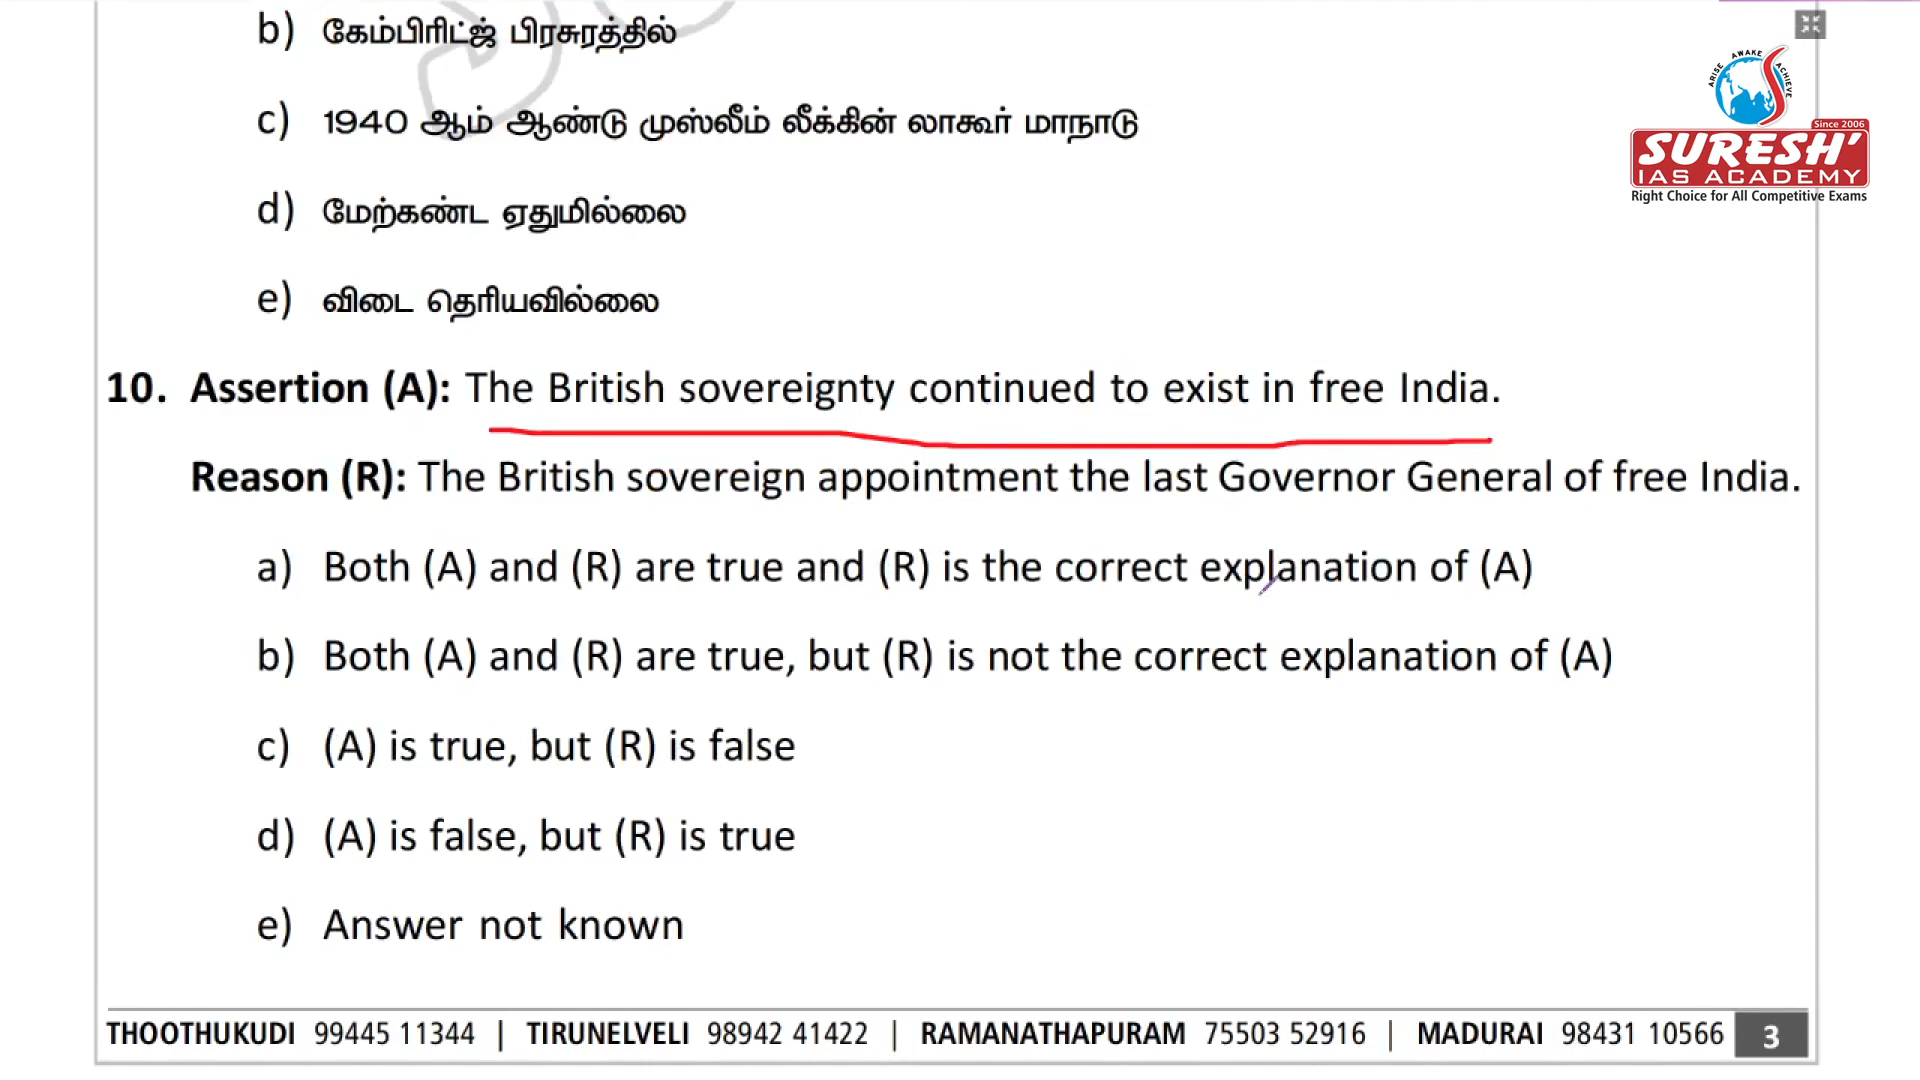 b) கேம்பிரிட்ஜ் பிரசுரத்தில்
c) 1940 ஆம் ஆண்டு முஸ்லீம் லீக்கின் லாகூர் மாநாடு
d) மேற்கண்ட ஏதுமில்லை
e) விடை தெரியவில்லை
ARISE AWAKE ACHIEVE
Since 2006
SURESH'
IAS ACADEMY
Right Choice for All Competitive Exams
10. Assertion (A): The British sovereignty continued to exist in free India.
Reason (R): The British sovereign appointment the last Governor General of free India.
a) Both (A) and (R) are true and (R) is the correct explanation of (A)
b) Both (A) and (R) are true, but (R) is not the correct explanation of (A)
c) (A) is true, but (R) is false
d) (A) is false, but (R) is true
e) Answer not known
THOOTHUKUDI 99445 11344 | TIRUNELVELI 98942 41422 | RAMANATHAPURAM 75503 52916 | MADURAI 98431 10566 3